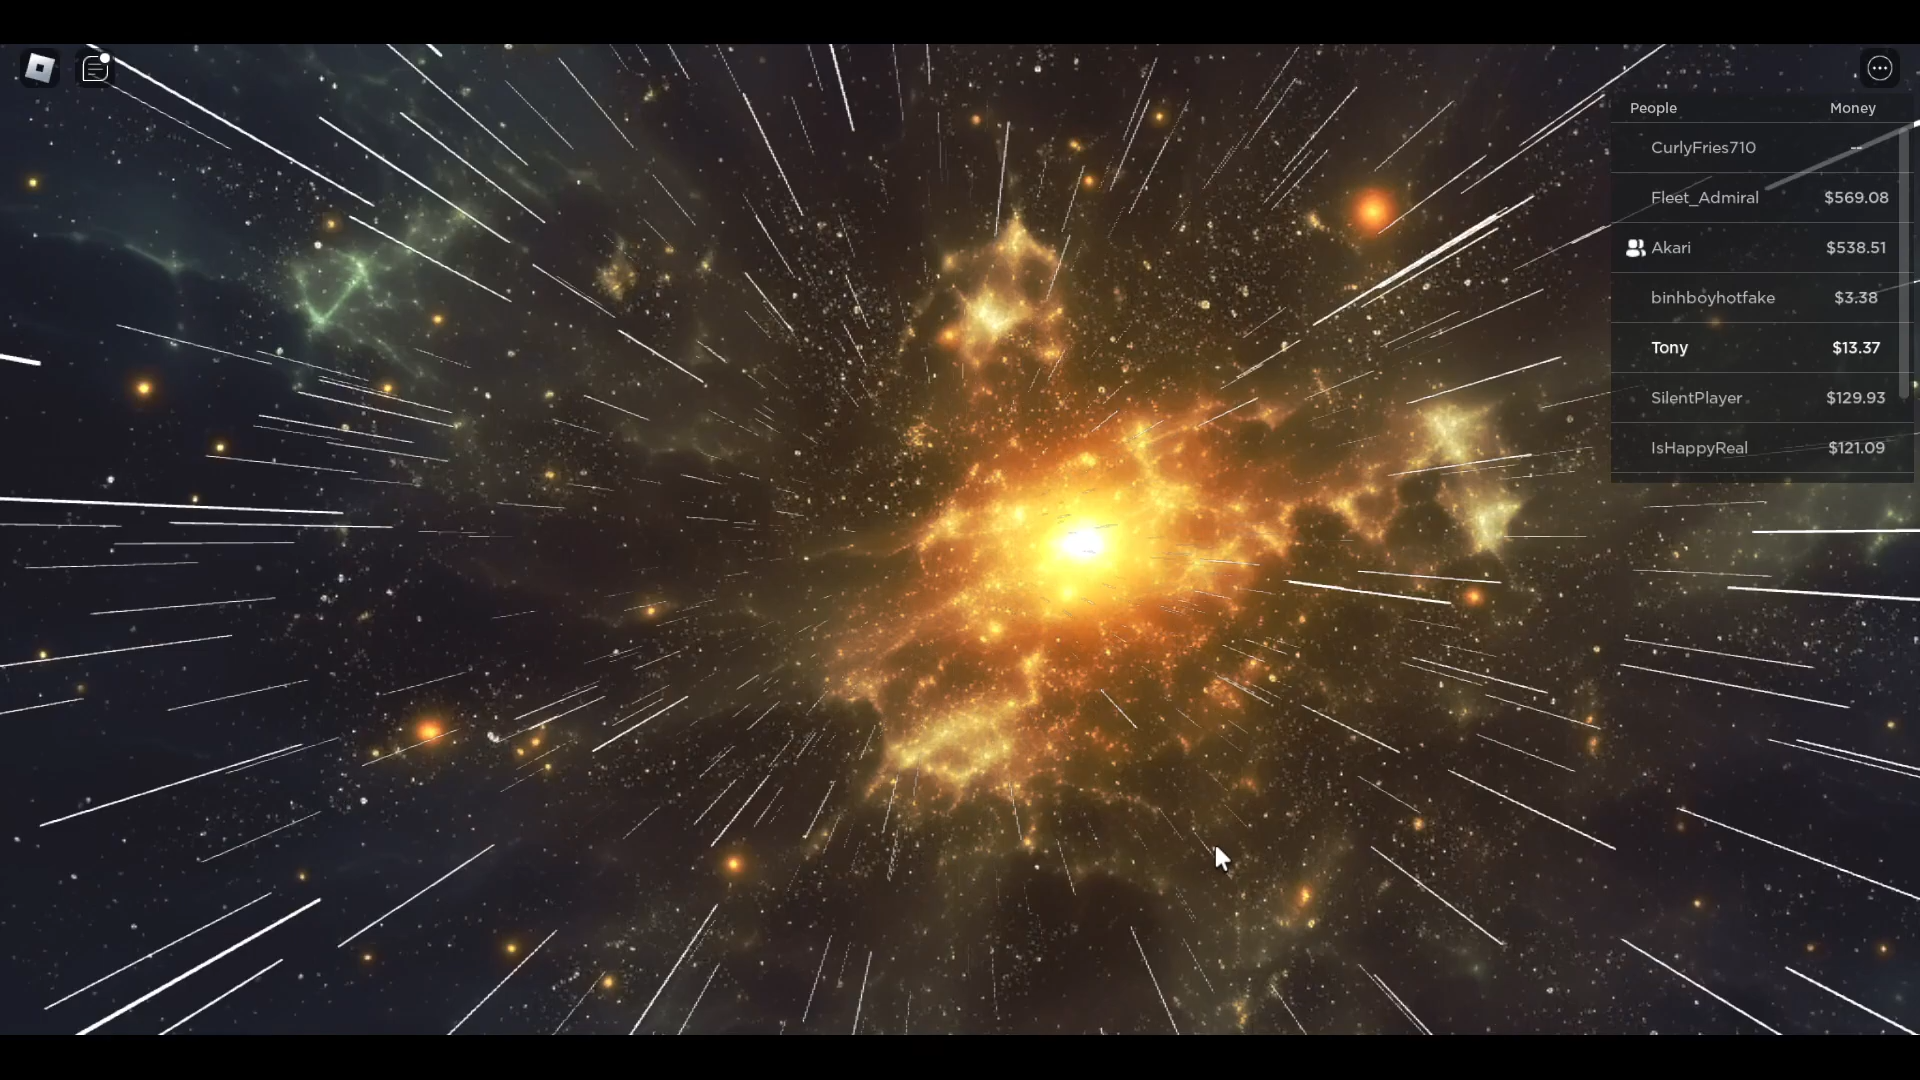 People Money
CurlyFries710 --
Fleet_Admiral $569.08
Akari $538.51
binhboyhotfake $3.38
Tony $13.37
SilentPlayer $129.93
IsHappyReal $121.09